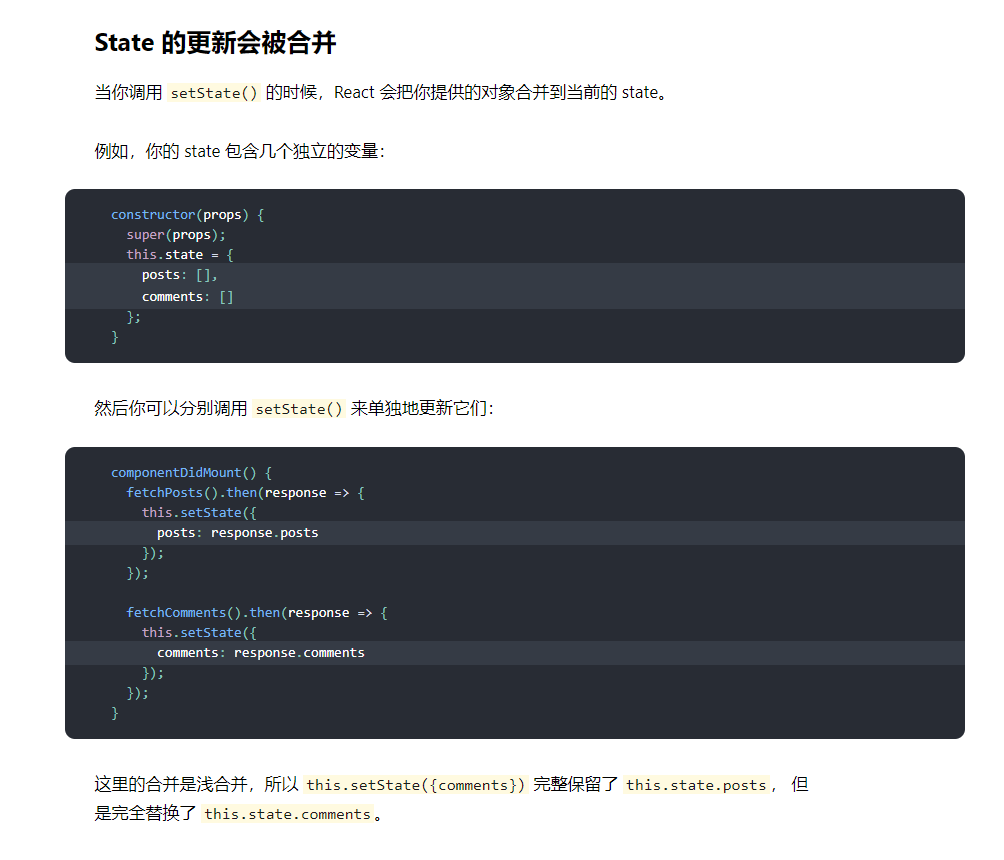 State 的更新会被合并
当你调用 setState() 的时候，React 会把你提供的对象合并到当前的 state。
例如，你的 state 包含几个独立的变量：
constructor(props) {
  super(props);
  this.state = {
    posts: [],
    comments: []
  };
}
然后你可以分别调用 setState() 来单独地更新它们：
componentDidMount() {
  fetchPosts().then(response => {
    this.setState({
      posts: response.posts
    });
  });
  fetchComments().then(response => {
    this.setState({
      comments: response.comments
    });
  });
}
这里的合并是浅合并，所以 this.setState({comments}) 完整保留了 this.state.posts， 但
是完全替换了 this.state.comments。